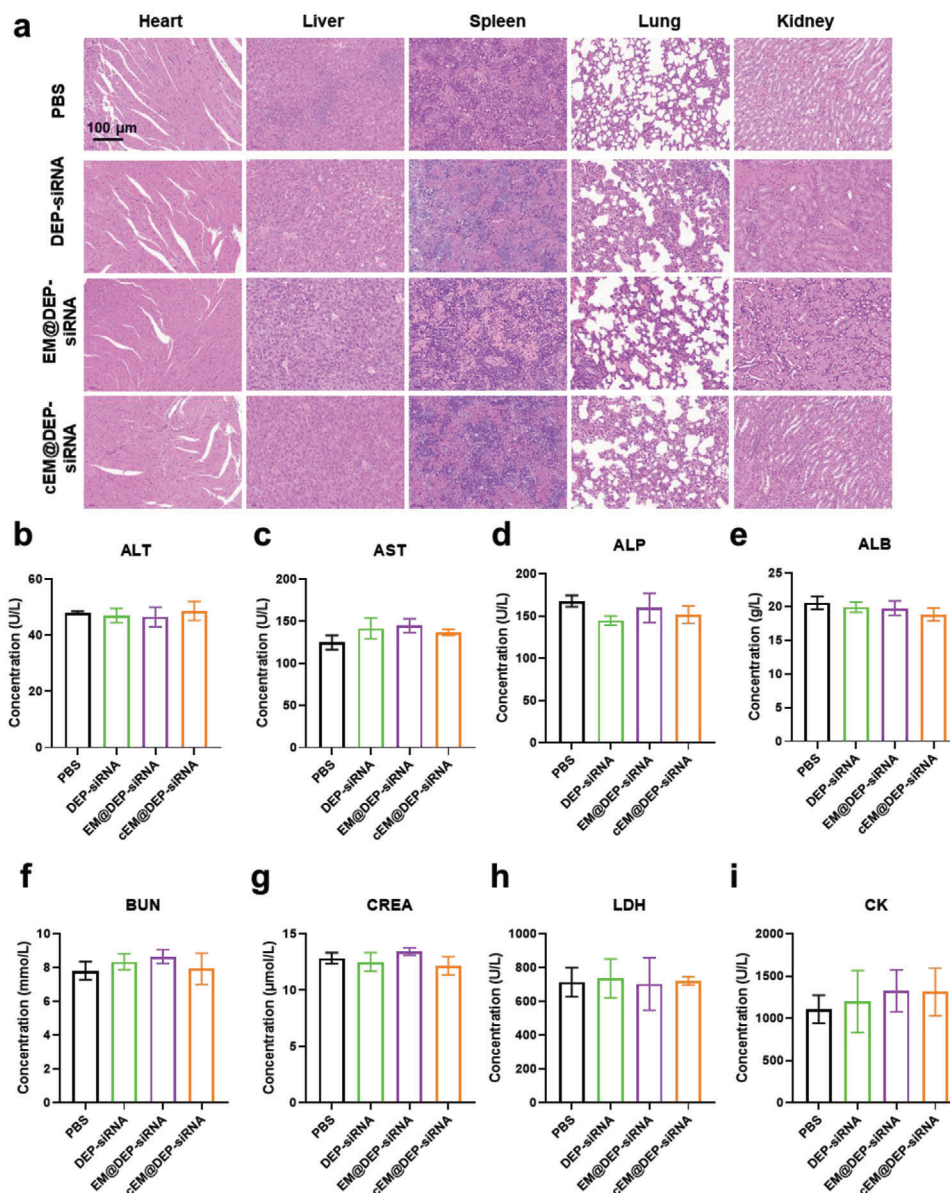 a
Heart Liver Spleen Lung Kidney
PBS
100 μm
DEP-siRNA
EM@DEP-
siRNA
cEM@DEP-
siRNA
b
ALT
Concentration (U/L)
60
40
20
0
PBS
DEP-siRNA
EM@DEP-siRNA
cEM@DEP-siRNA
c
AST
Concentration (U/L)
200
150
100
50
0
PBS
DEP-siRNA
EM@DEP-siRNA
cEM@DEP-siRNA
d
ALP
Concentration (U/L)
200
150
100
50
0
PBS
DEP-siRNA
EM@DEP-siRNA
cEM@DEP-siRNA
e
ALB
Concentration (g/L)
25
20
15
10
5
0
PBS
DEP-siRNA
EM@DEP-siRNA
cEM@DEP-siRNA
f
BUN
Concentration (mmo/L)
10
8
6
4
2
0
PBS
DEP-siRNA
EM@DEP-siRNA
cEM@DEP-siRNA
g
CREA
Concentration (μmol/L)
15
10
5
0
PBS
DEP-siRNA
EM@DEP-siRNA
cEM@DEP-siRNA
h
LDH
Concentration (U/L)
1000
800
600
400
200
0
PBS
DEP-siRNA
EM@DEP-siRNA
cEM@DEP-siRNA
i
CK
Concentration (U/L)
2000
1500
1000
500
0
PBS
DEP-siRNA
EM@DEP-siRNA
cEM@DEP-siRNA